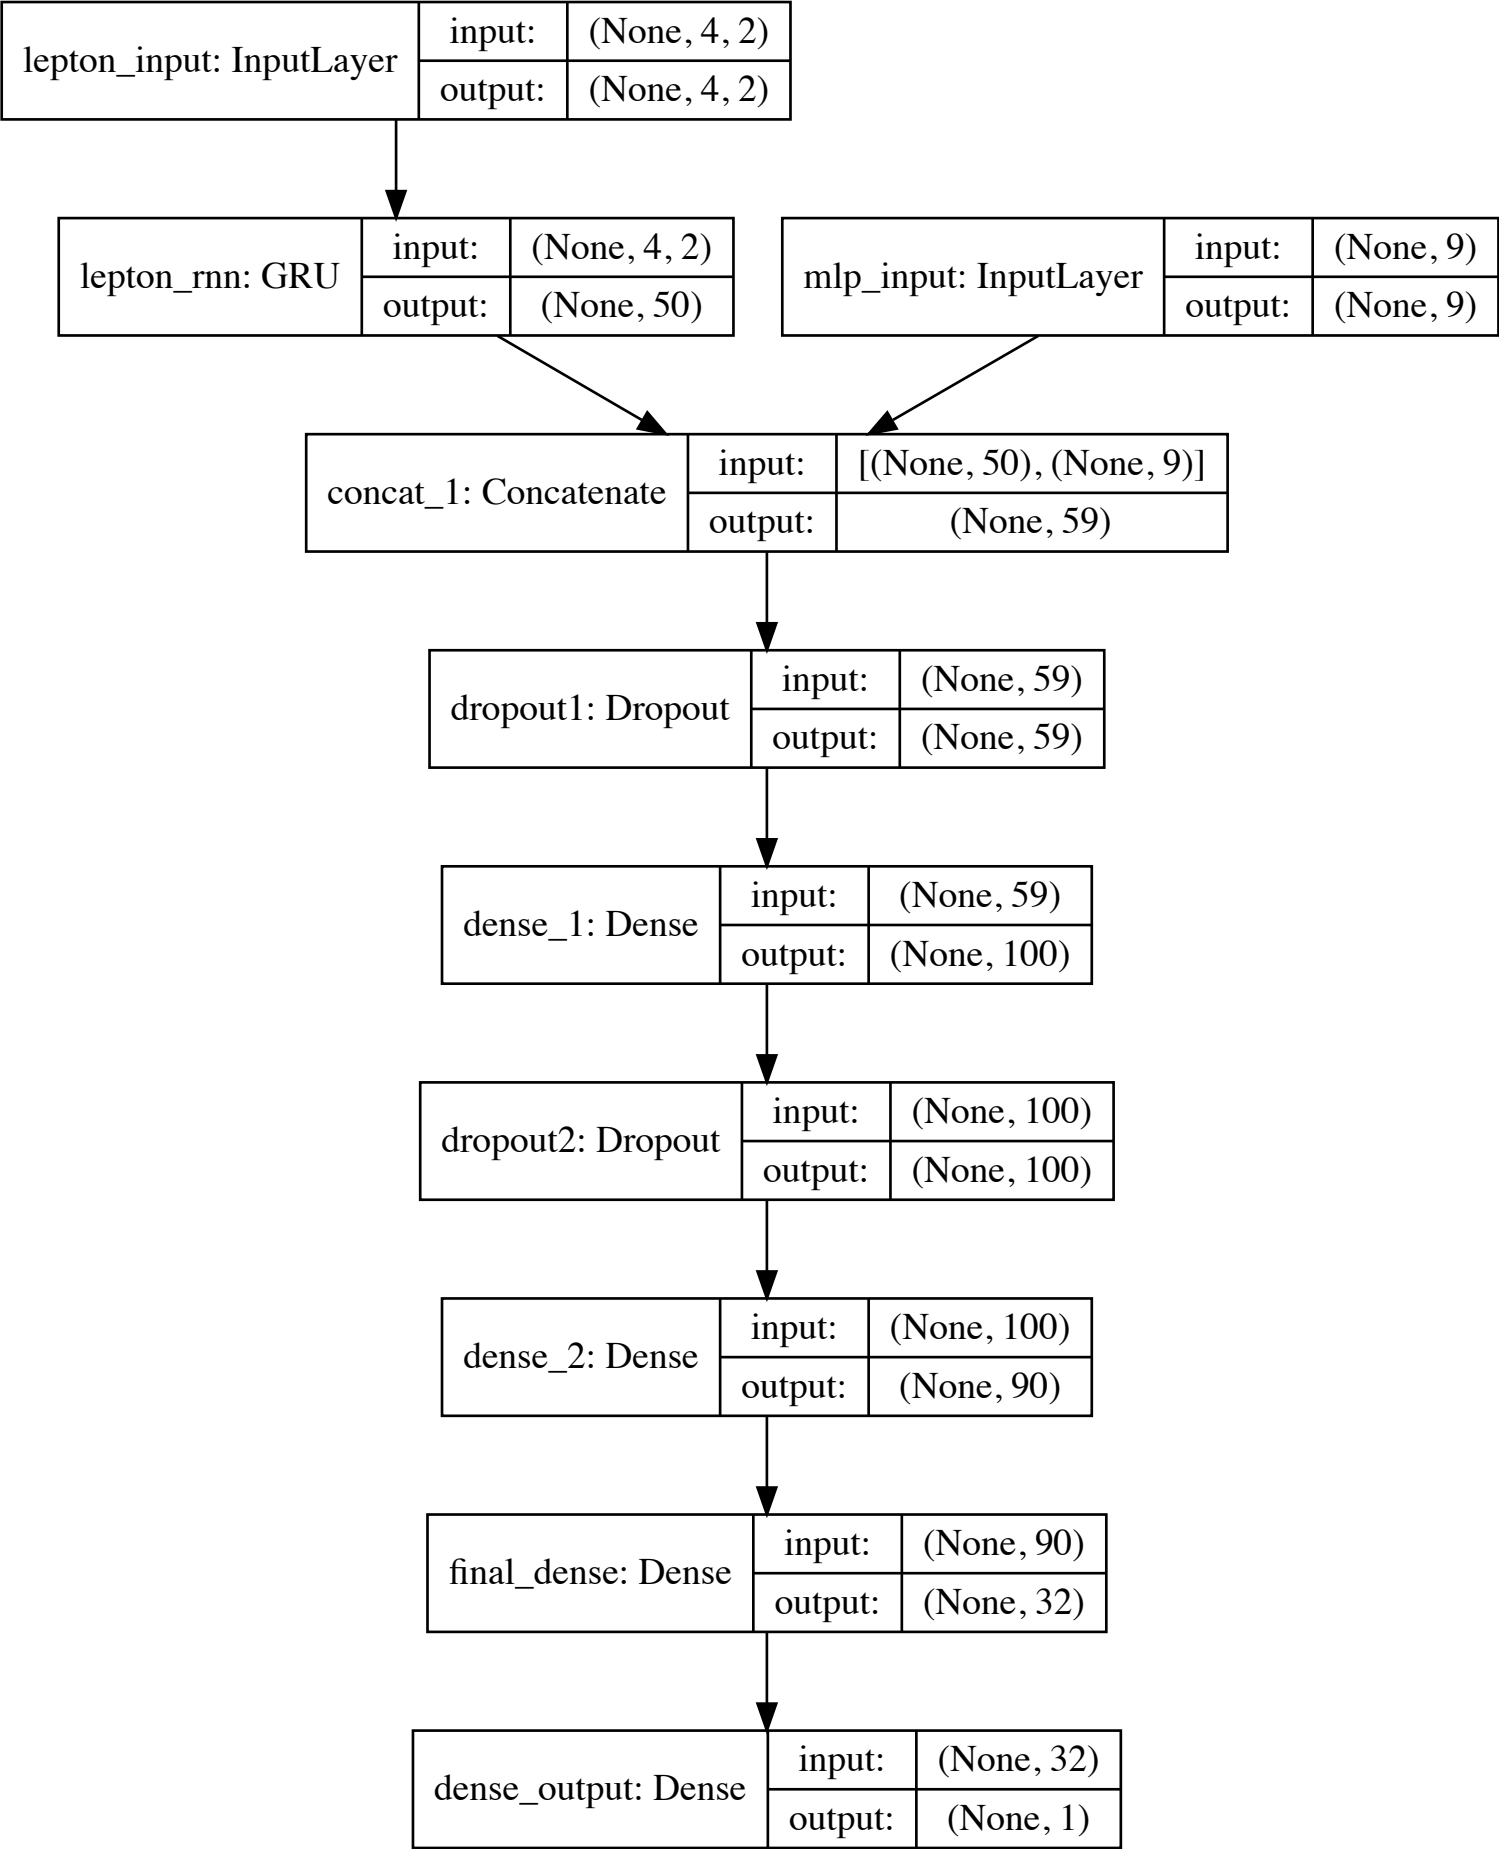 lepton_input: InputLayer
input:
(None, 4, 2)
output:
(None, 4, 2)
lepton_rnn: GRU
input:
(None, 4, 2)
output:
(None, 50)
mlp_input: InputLayer
input:
(None, 9)
output:
(None, 9)
concat_1: Concatenate
input:
[(None, 50), (None, 9)]
output:
(None, 59)
dropout1: Dropout
input:
(None, 59)
output:
(None, 59)
dense_1: Dense
input:
(None, 59)
output:
(None, 100)
dropout2: Dropout
input:
(None, 100)
output:
(None, 100)
dense_2: Dense
input:
(None, 100)
output:
(None, 90)
final_dense: Dense
input:
(None, 90)
output:
(None, 32)
dense_output: Dense
input:
(None, 32)
output:
(None, 1)